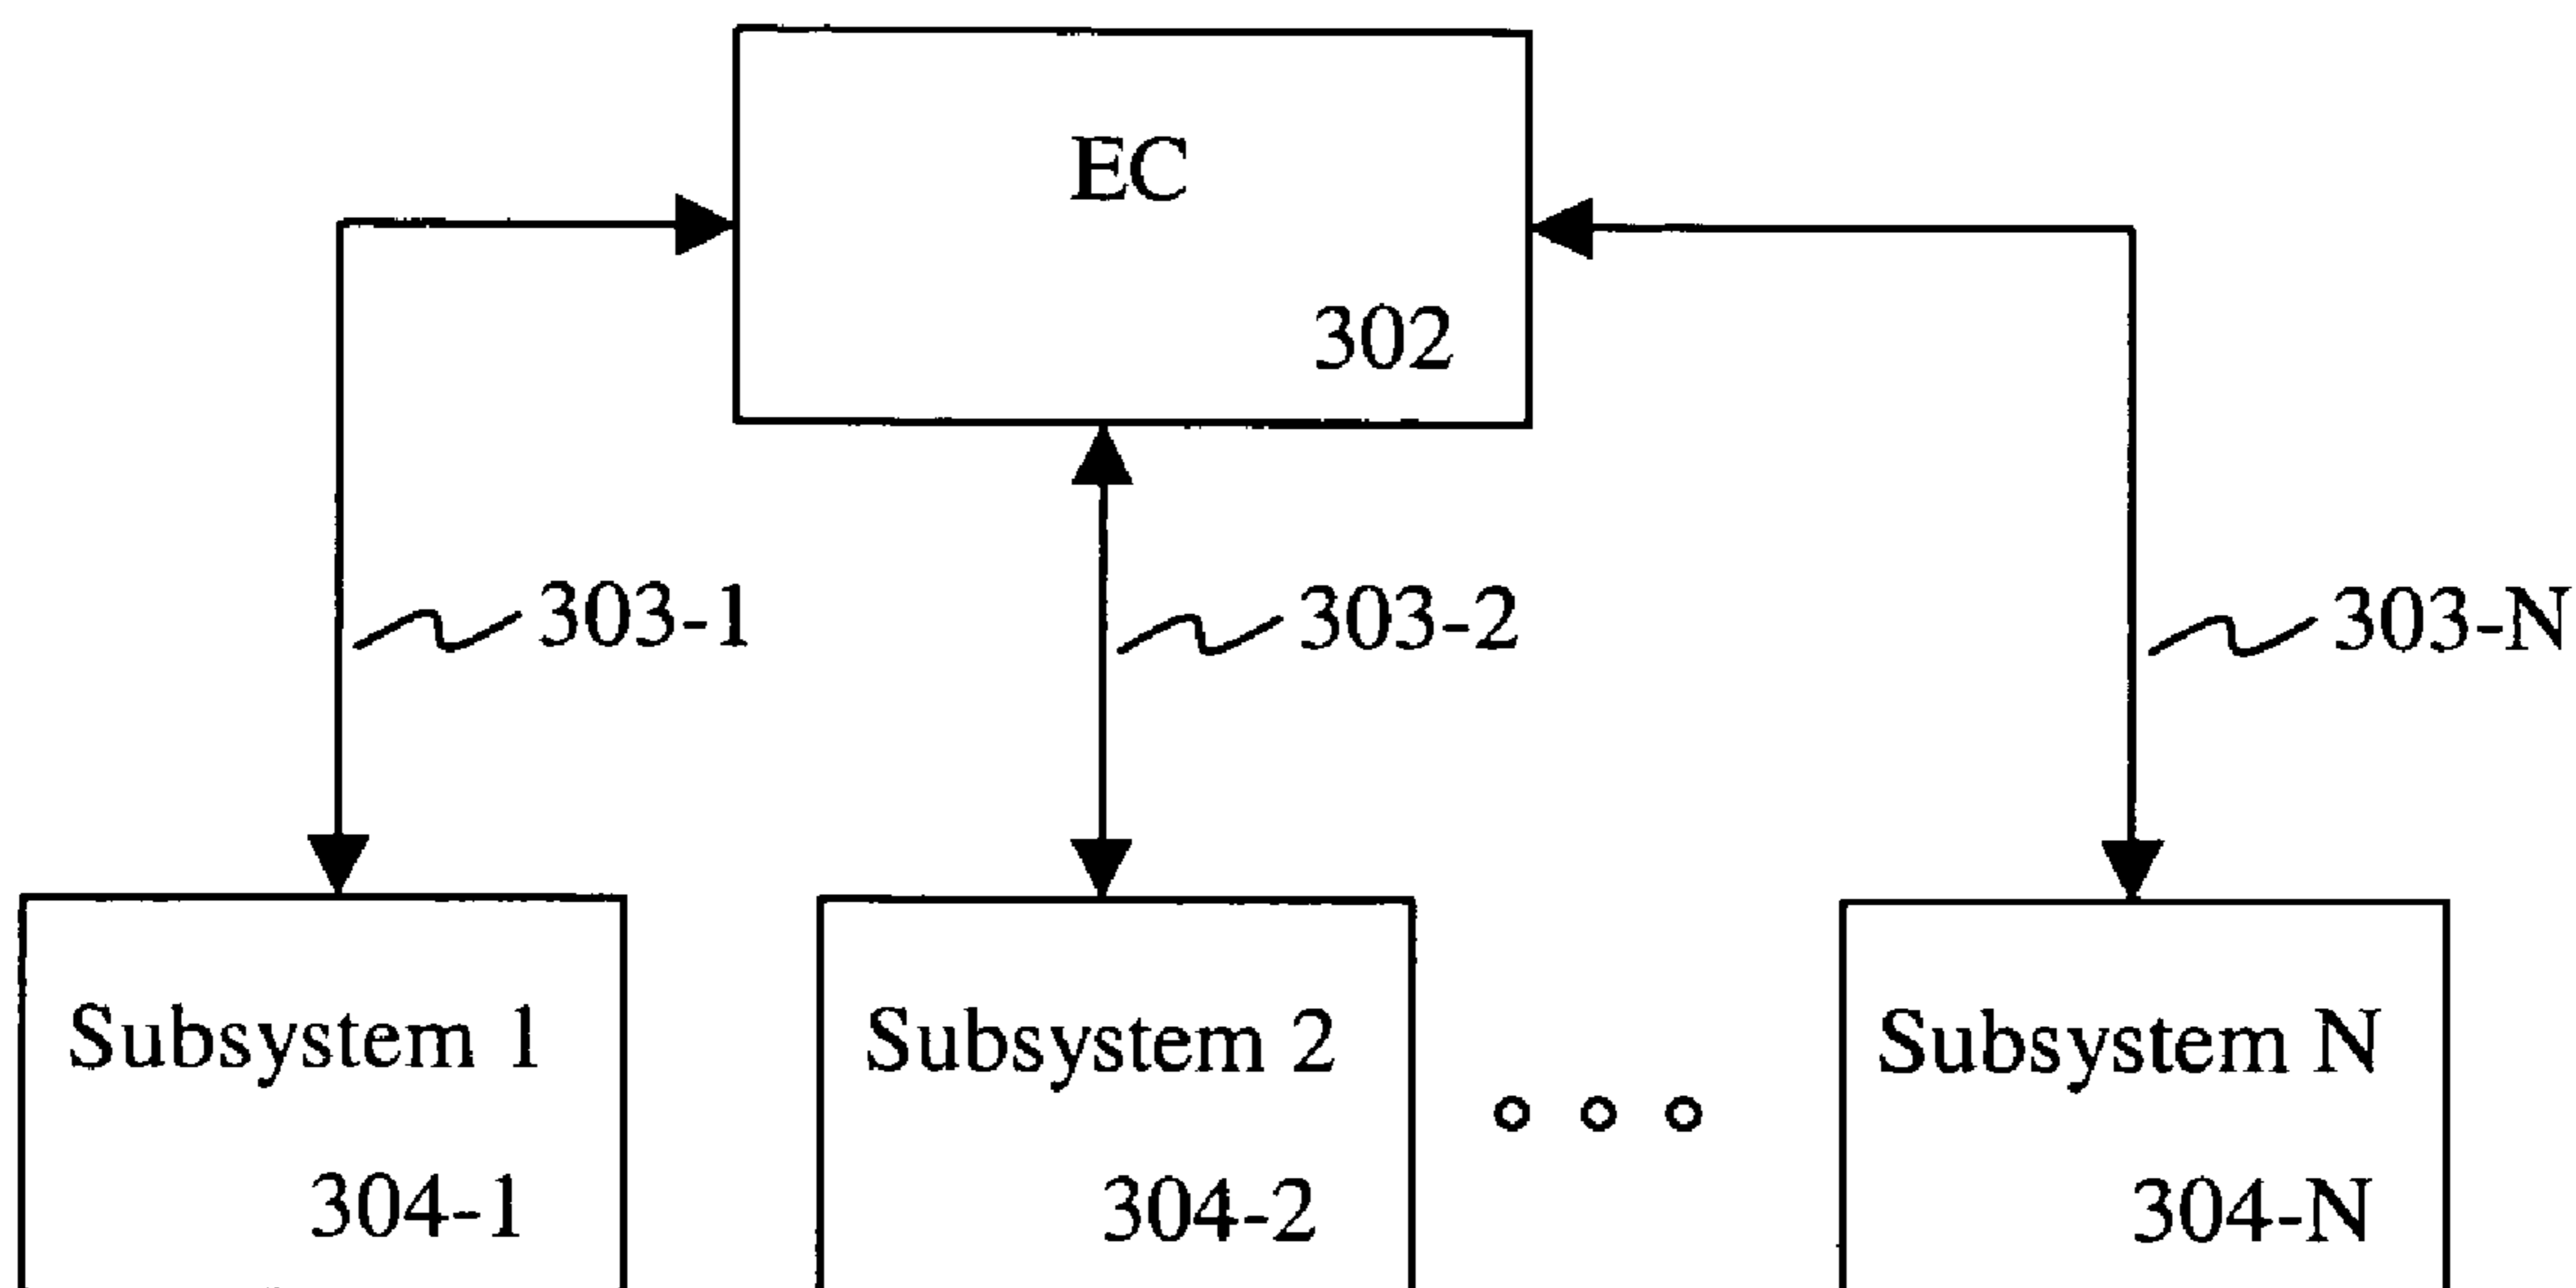 EC
302
303-1
303-2
303-N
Subsystem 1
304-1
Subsystem 2
304-2
Subsystem N
304-N